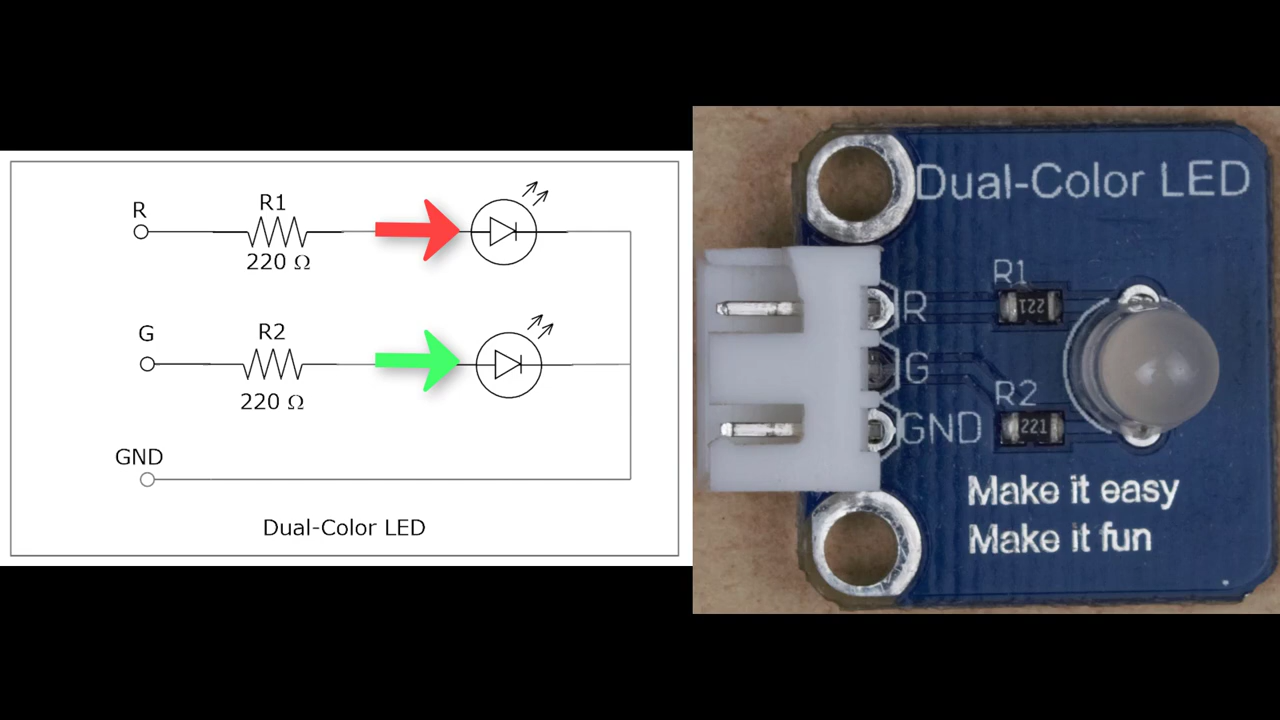 R
R1
220 Ω
G
R2
220 Ω
GND
Dual-Color LED
Dual-Color LED
R1
R
221
G
R2
GND
221
Make it easy
Make it fun